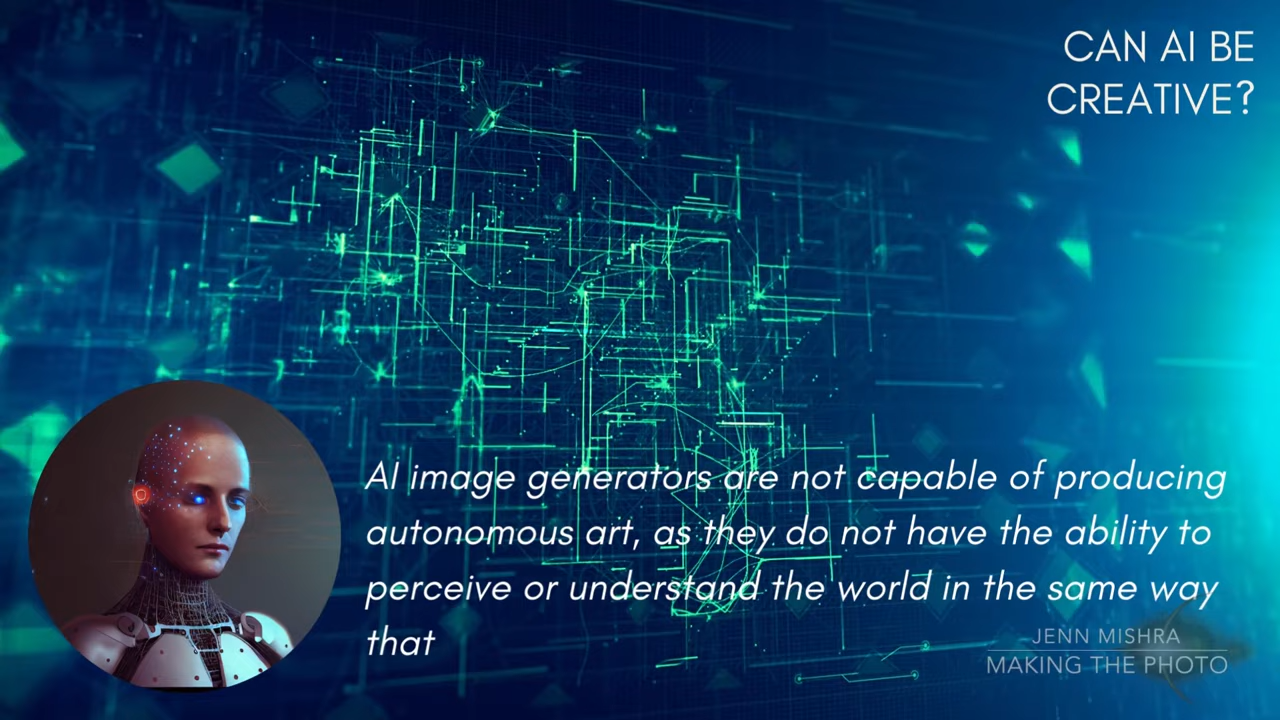 CAN AI BE
CREATIVE?
AI image generators are not capable of producing
autonomous art, as they do not have the ability to
perceive or understand the world in the same way
that
JENN MISHRA
MAKING THE PHOTO